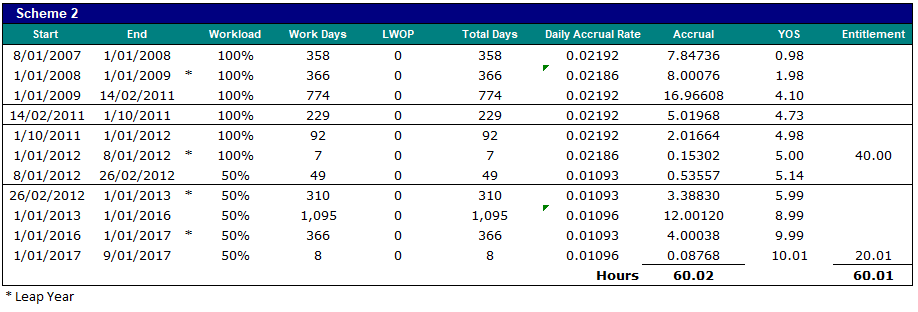 Scheme 2
Start End Workload Work Days LWOP Total Days Daily Accrual Rate Accrual YOS Entitlement
8/01/2007 1/01/2008 100% 358 0 358 0.02192 7.84736 0.98
1/01/2008 1/01/2009 * 100% 366 0 366 0.02186 8.00076 1.98
1/01/2009 14/02/2011 100% 774 0 774 0.02192 16.96608 4.10
14/02/2011 1/10/2011 100% 229 0 229 0.02192 5.01968 4.73
1/10/2011 1/01/2012 100% 92 0 92 0.02192 2.01664 4.98
1/01/2012 8/01/2012 * 100% 7 0 7 0.02186 0.15302 5.00 40.00
8/01/2012 26/02/2012 50% 49 0 49 0.01093 0.53557 5.14
26/02/2012 1/01/2013 * 50% 310 0 310 0.01093 3.38830 5.99
1/01/2013 1/01/2016 50% 1,095 0 1,095 0.01096 12.00120 8.99
1/01/2016 1/01/2017 * 50% 366 0 366 0.01093 4.00038 9.99
1/01/2017 9/01/2017 50% 8 0 8 0.01096 0.08768 10.01 20.01
Hours 60.02 60.01
* Leap Year